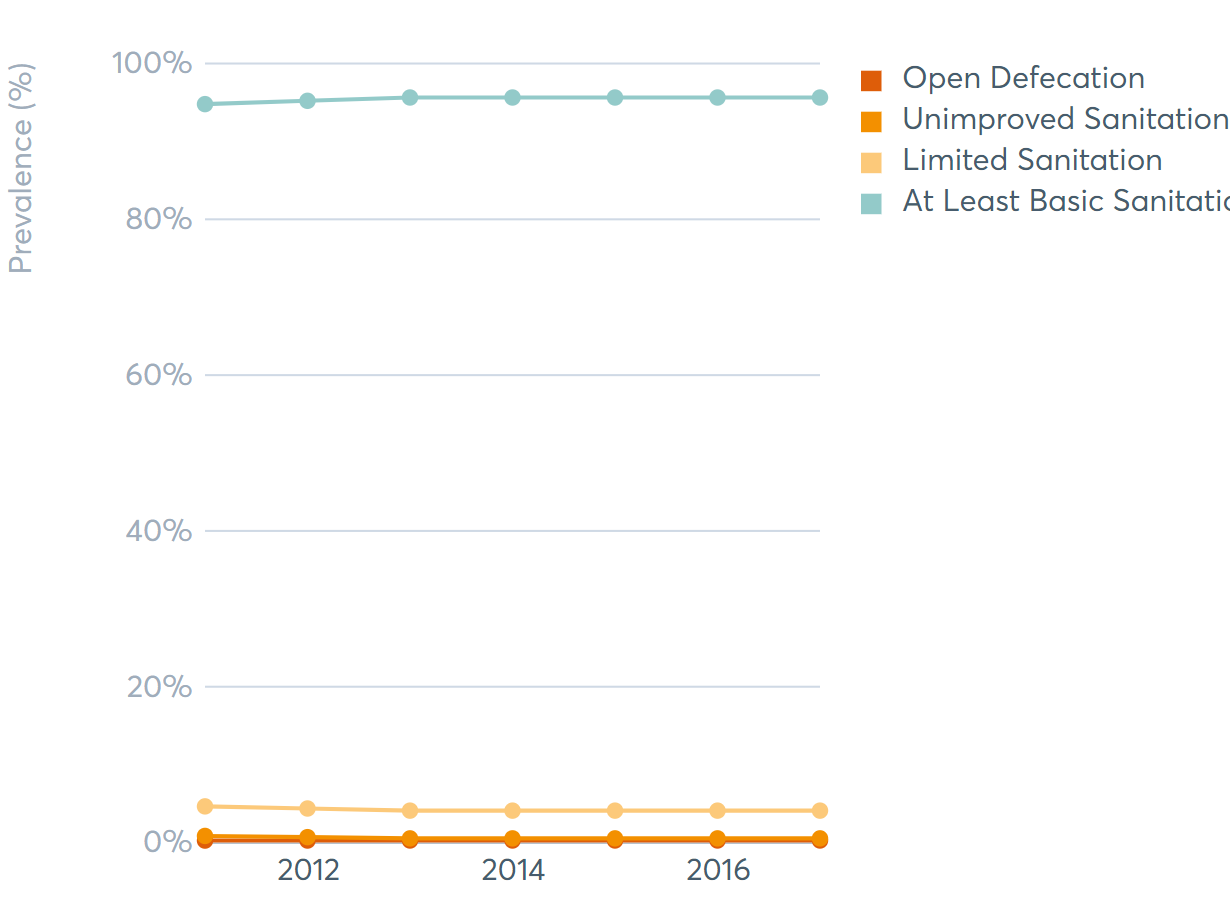 Prevalence (%)
100%
80%
60%
40%
20%
0%
2012
2014
2016
Open Defecation
Unimproved Sanitation
Limited Sanitation
At Least Basic